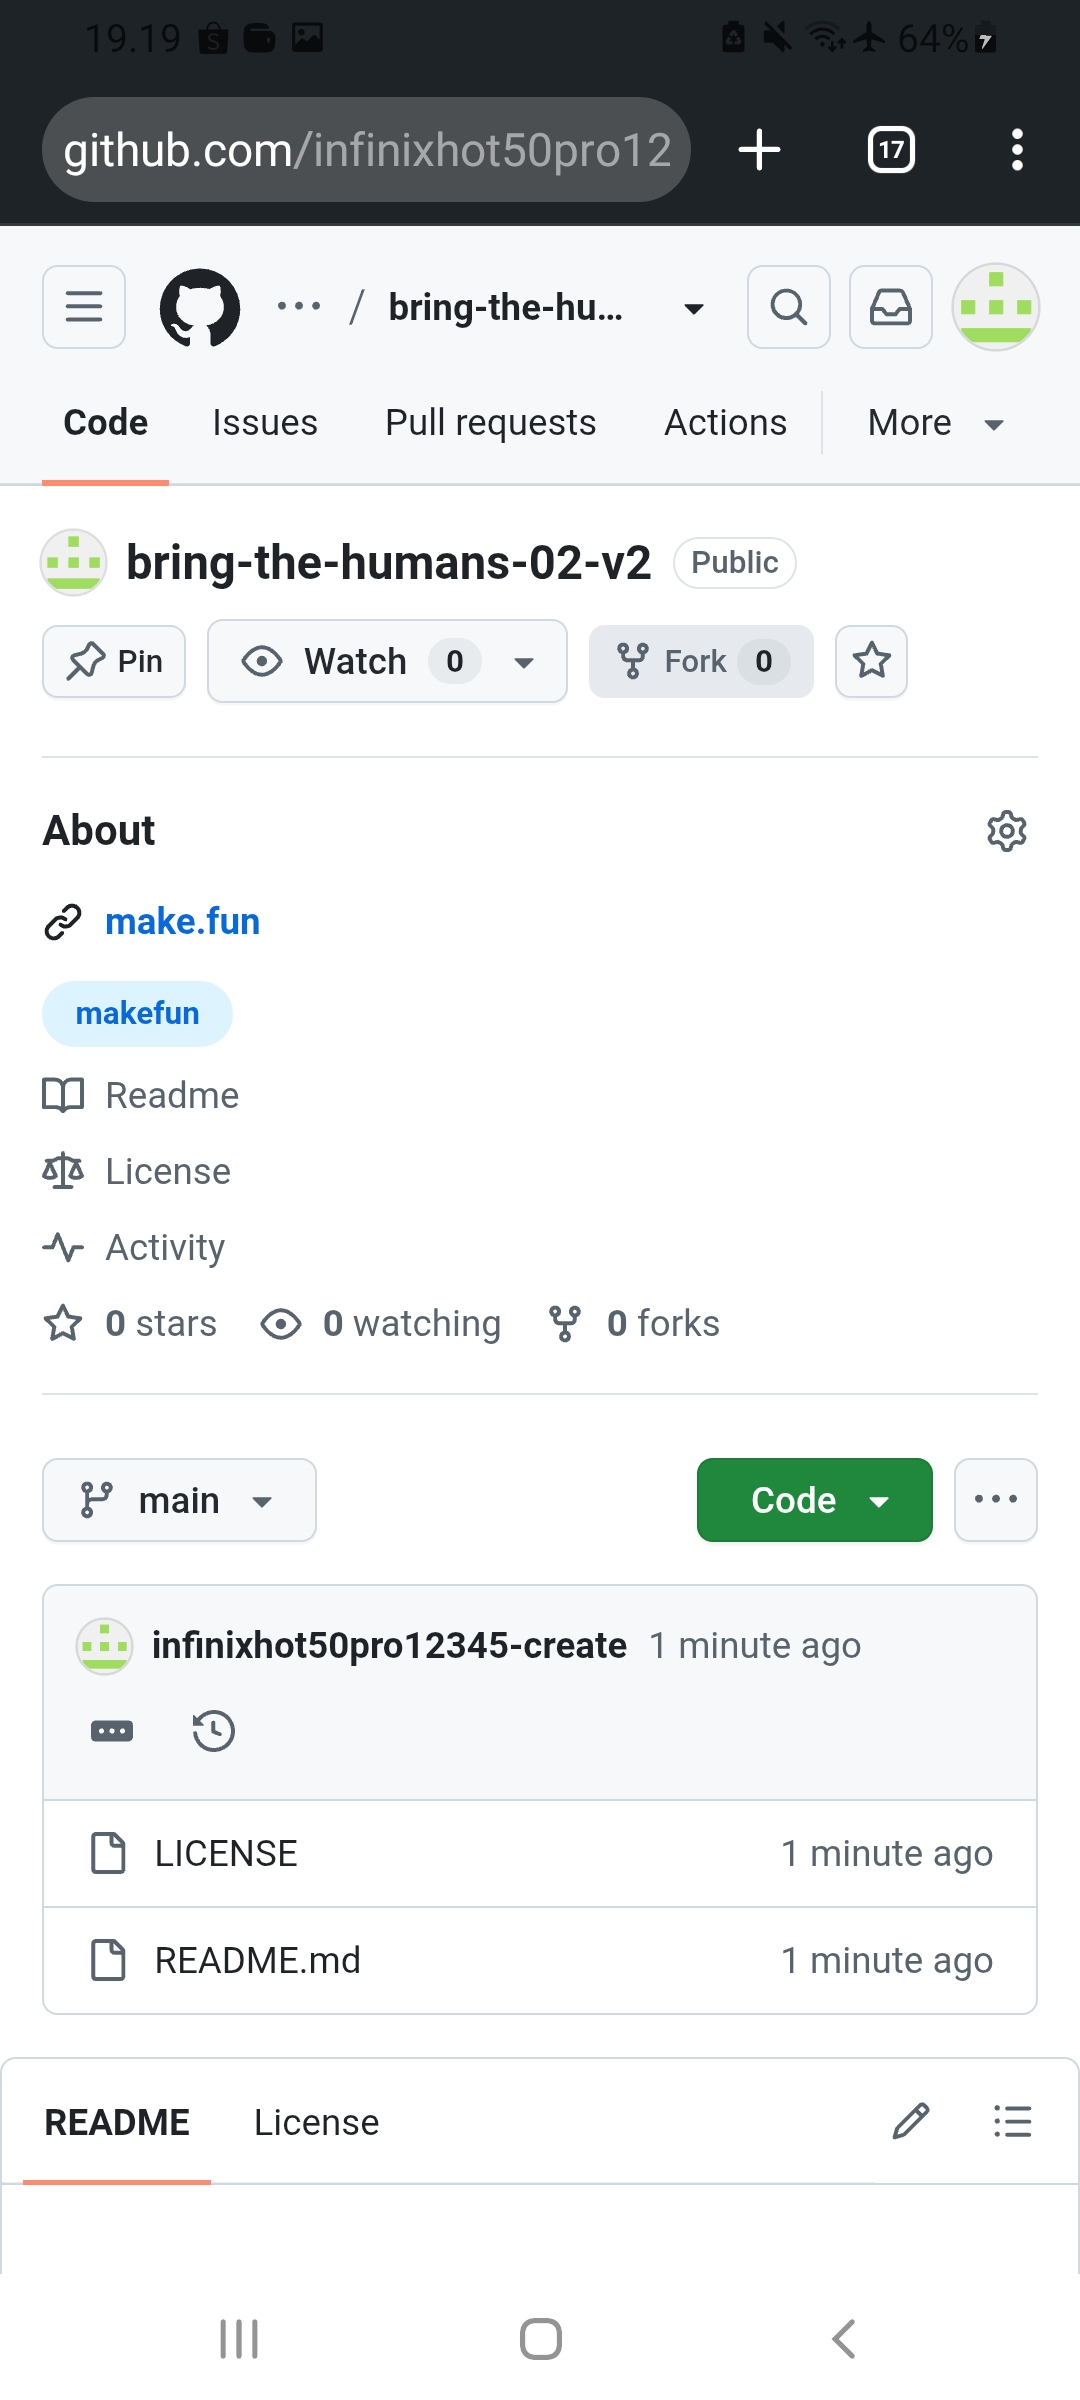 19.19 64%
github.com/infinixhot50pro12
17
/ bring-the-hu...
Code Issues Pull requests Actions More
bring-the-humans-02-v2 Public
Pin Watch 0 Fork 0
About
make.fun
makefun
Readme
License
Activity
0 stars 0 watching 0 forks
main Code
infinixhot50pro12345-create 1 minute ago
LICENSE 1 minute ago
README.md 1 minute ago
README License